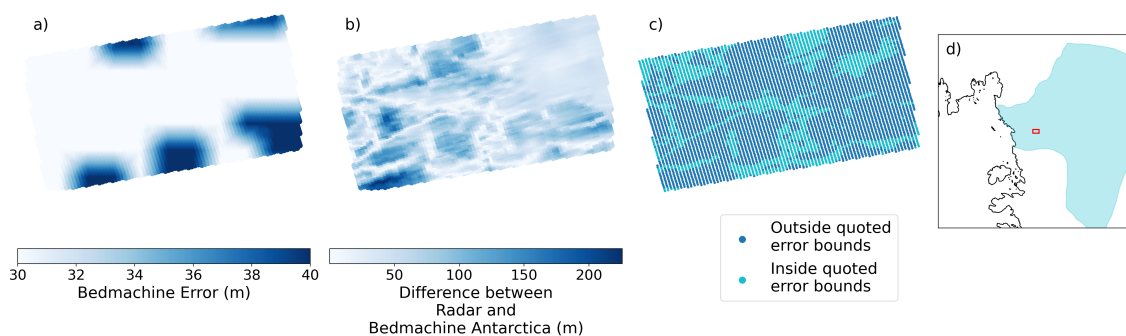 a)
b)
c)
d)
30 32 34 36 38 40
Bedmachine Error (m)
50 100 150 200
Difference between
Radar and
Bedmachine Antarctica (m)
Outside quoted
error bounds
Inside quoted
error bounds